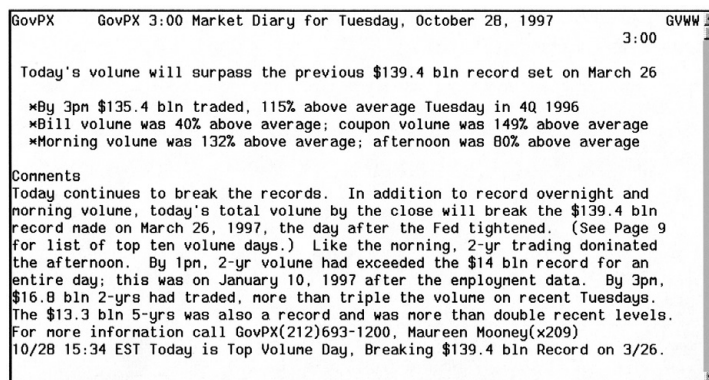 GovPX GovPX 3:00 Market Diary for Tuesday, October 28, 1997 GVWW
3:00
Today's volume will surpass the previous $139.4 bln record set on March 26
*By 3pm $135.4 bln traded, 115% above average Tuesday in 4Q 1996
*Bill volume was 40% above average; coupon volume was 149% above average
*Morning volume was 132% above average; afternoon was 80% above average
Comments
Today continues to break the records. In addition to record overnight and
morning volume, today's total volume by the close will break the $139.4 bln
record made on March 26, 1997, the day after the Fed tightened. (See Page 9
for list of top ten volume days.) Like the morning, 2-yr trading dominated
the afternoon. By 1pm, 2-yr volume had exceeded the $14 bln record for an
entire day; this was on January 10, 1997 after the employment data. By 3pm,
$16.8 bln 2-yrs had traded, more than triple the volume on recent Tuesdays.
The $13.3 bln 5-yrs was also a record and was more than double recent levels.
For more information call GovPX(212)693-1200, Maureen Mooney(x209)
10/28 15:34 EST Today is Top Volume Day, Breaking $139.4 bln Record on 3/26.